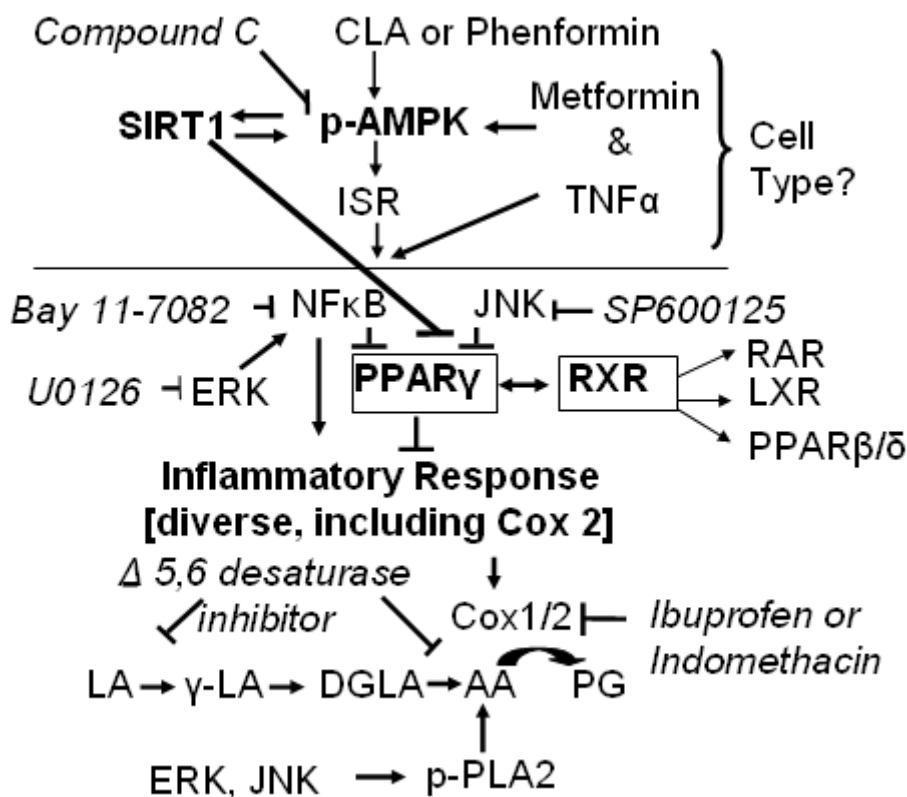 Compound C
CLA or Phenformin
SIRT1
p-AMPK
Metformin
&
TNFα
Cell
Type?
ISR
Bay 11-7082
NFκB
JNK
SP600125
U0126
ERK
PPARγ
RXR
RAR
LXR
PPARβ/δ
Inflammatory Response
[diverse, including Cox 2]
Δ 5,6 desaturase
inhibitor
Cox1/2
Ibuprofen or
Indomethacin
LA
γ-LA
DGLA
AA
PG
ERK, JNK
p-PLA2